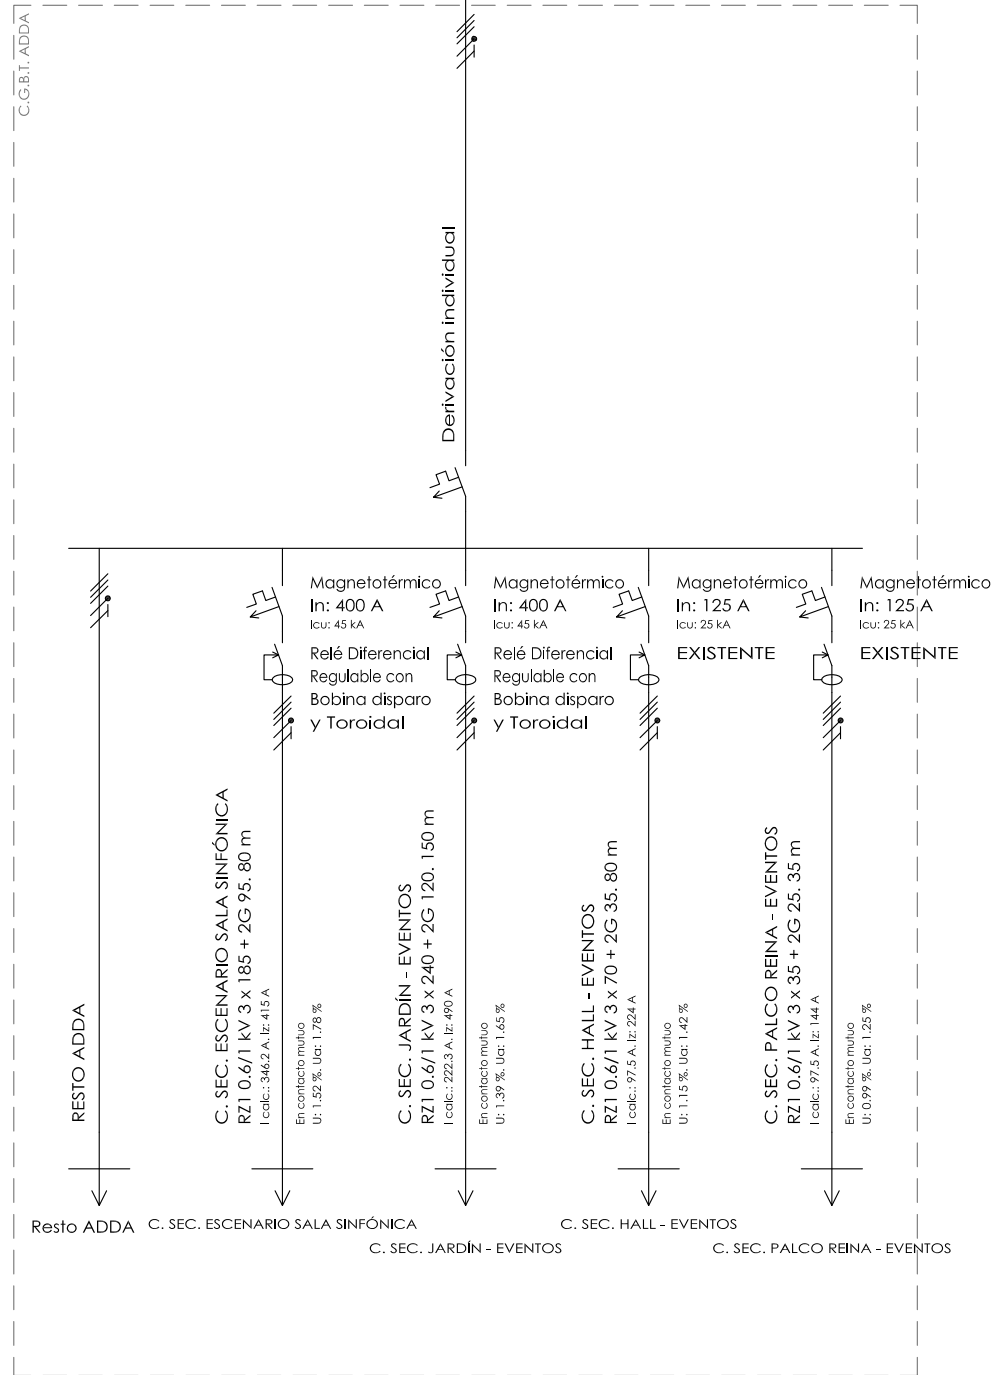 C.G.B.T. ADDA
Derivación individual
Magnetotérmico
In: 400 A
Icu: 45 kA
Relé Diferencial
Regulable con
Bobina disparo
y Toroidal
Magnetotérmico
In: 400 A
Icu: 45 kA
Relé Diferencial
Regulable con
Bobina disparo
y Toroidal
Magnetotérmico
In: 125 A
Icu: 25 kA
EXISTENTE
Magnetotérmico
In: 125 A
Icu: 25 kA
EXISTENTE
RESTO ADDA
C. SEC. ESCENARIO SALA SINFÓNICA
RZ1 0.6/1 kV 3 x 185 + 2G 95. 80 m
I calc.: 346.2 A. Iz: 415 A
En contacto mutuo
U: 1.52 %. Ua: 1.78 %
C. SEC. JARDÍN - EVENTOS
RZ1 0.6/1 kV 3 x 240 + 2G 120. 150 m
I calc.: 222.3 A. Iz: 490 A
En contacto mutuo
U: 1.39 %. Ua: 1.65 %
C. SEC. HALL - EVENTOS
RZ1 0.6/1 kV 3 x 70 + 2G 35. 80 m
I calc.: 97.5 A. Iz: 224 A
En contacto mutuo
U: 1.15 %. Ua: 1.42 %
C. SEC. PALCO REINA - EVENTOS
RZ1 0.6/1 kV 3 x 35 + 2G 25. 35 m
I calc.: 97.5 A. Iz: 144 A
En contacto mutuo
U: 0.99 %. Ua: 1.25 %
Resto ADDA
C. SEC. ESCENARIO SALA SINFÓNICA
C. SEC. JARDÍN - EVENTOS
C. SEC. HALL - EVENTOS
C. SEC. PALCO REINA - EVENTOS